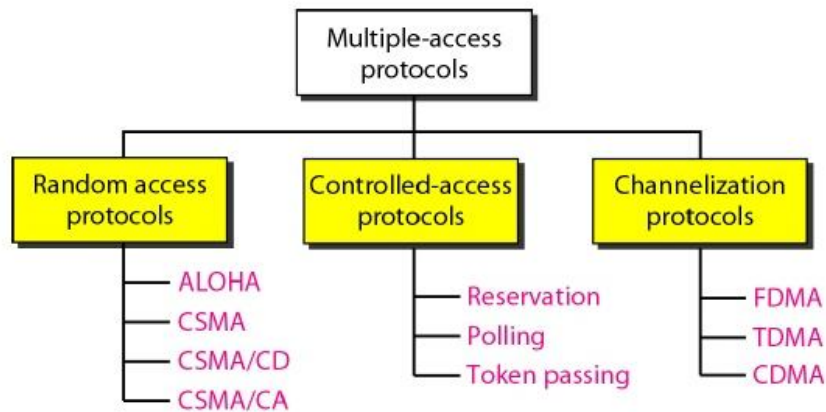 Multiple-access
protocols
Random access
protocols
Controlled-access
protocols
Channelization
protocols
ALOHA
CSMA
CSMA/CD
CSMA/CA
Reservation
Polling
Token passing
FDMA
TDMA
CDMA